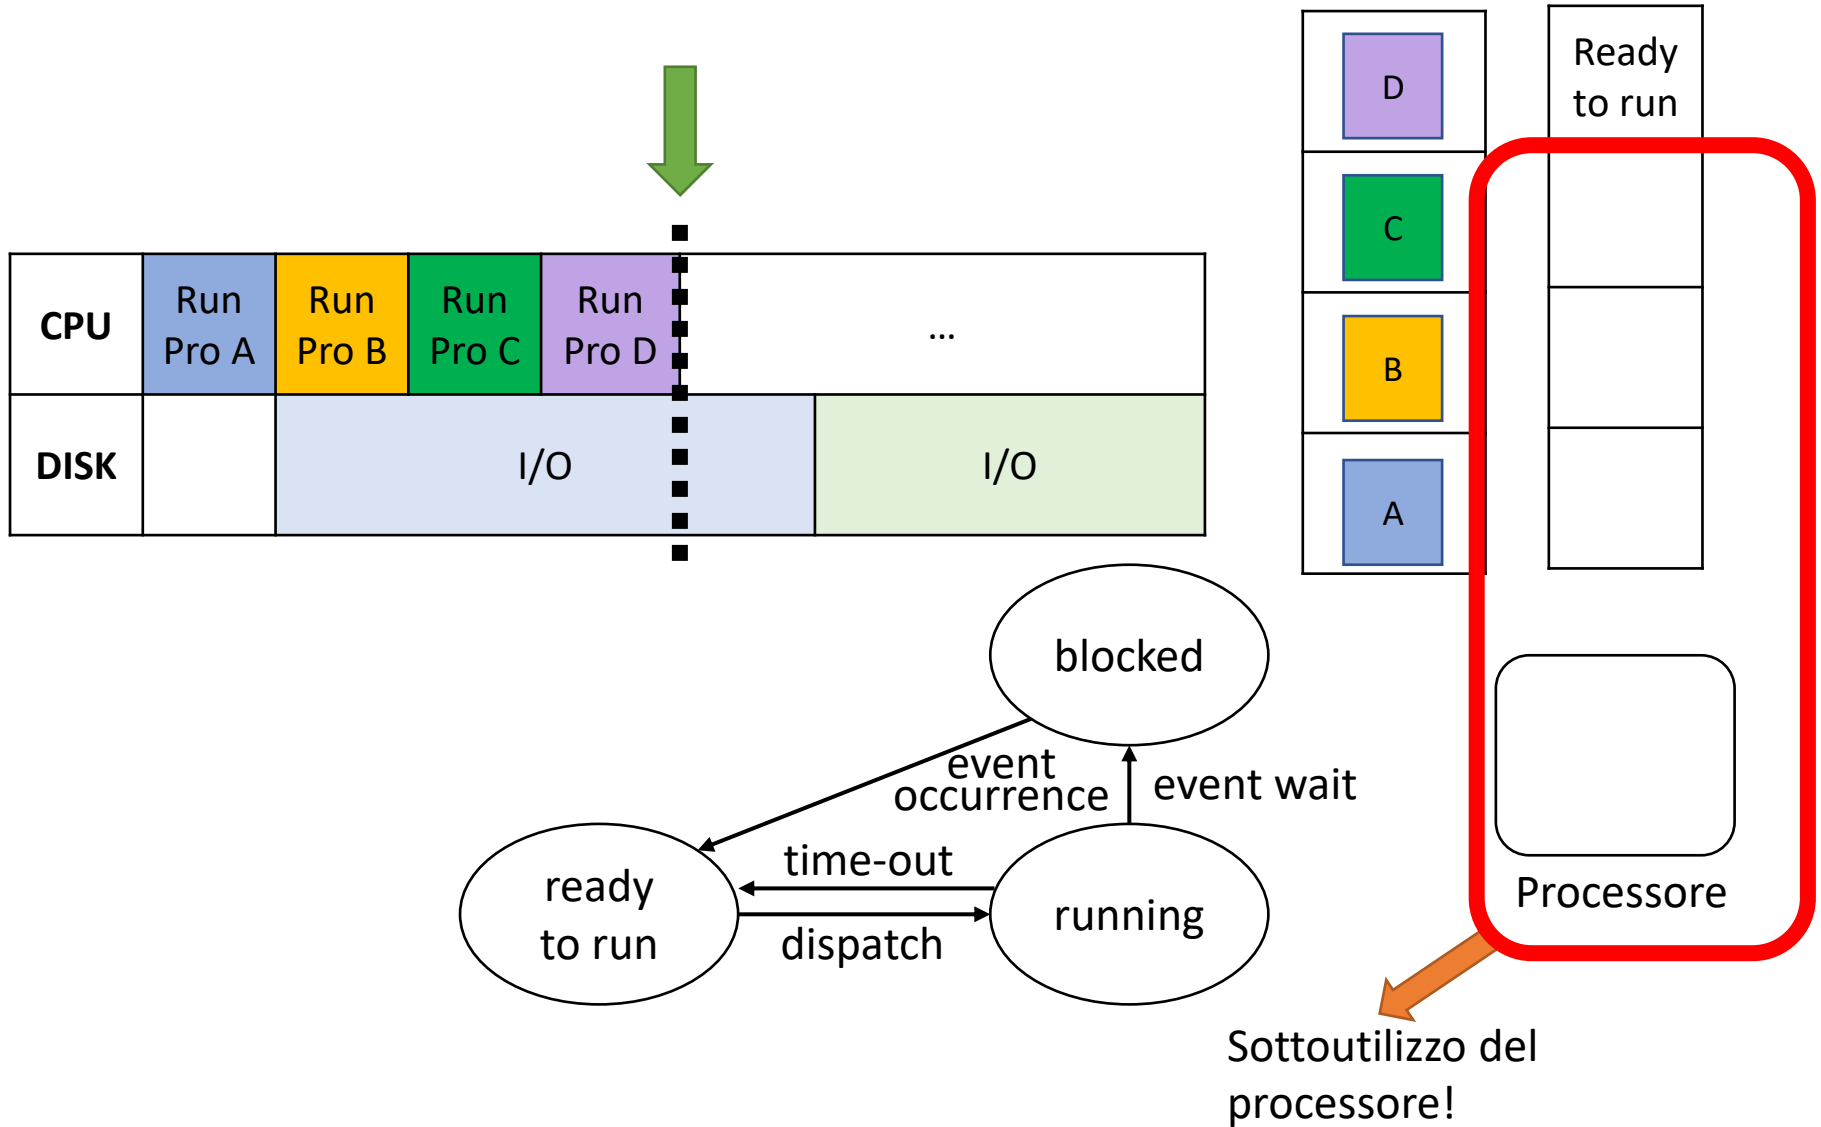 D
C
B
A
Ready
to run
CPU
Run
Pro A
Run
Pro B
Run
Pro C
Run
Pro D
...
DISK
I/O
I/O
blocked
event
occurrence
event wait
time-out
ready
to run
dispatch
running
Processore
Sottoutilizzo del
processore!